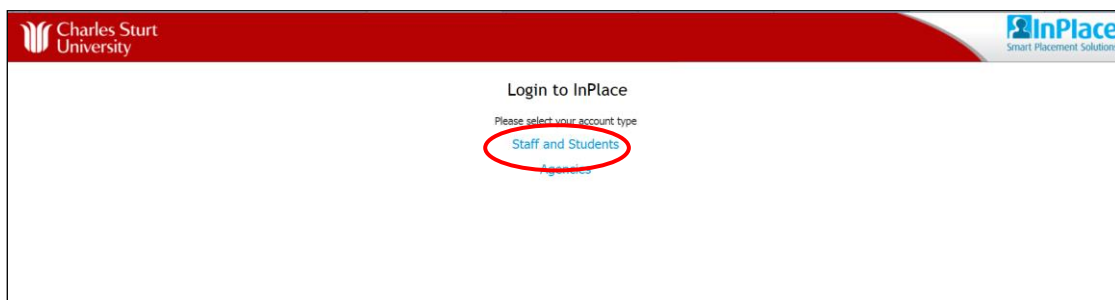 Charles Sturt
University
InPlace
Smart Placement Solutions
Login to InPlace
Please select your account type
Staff and Students
Agencies